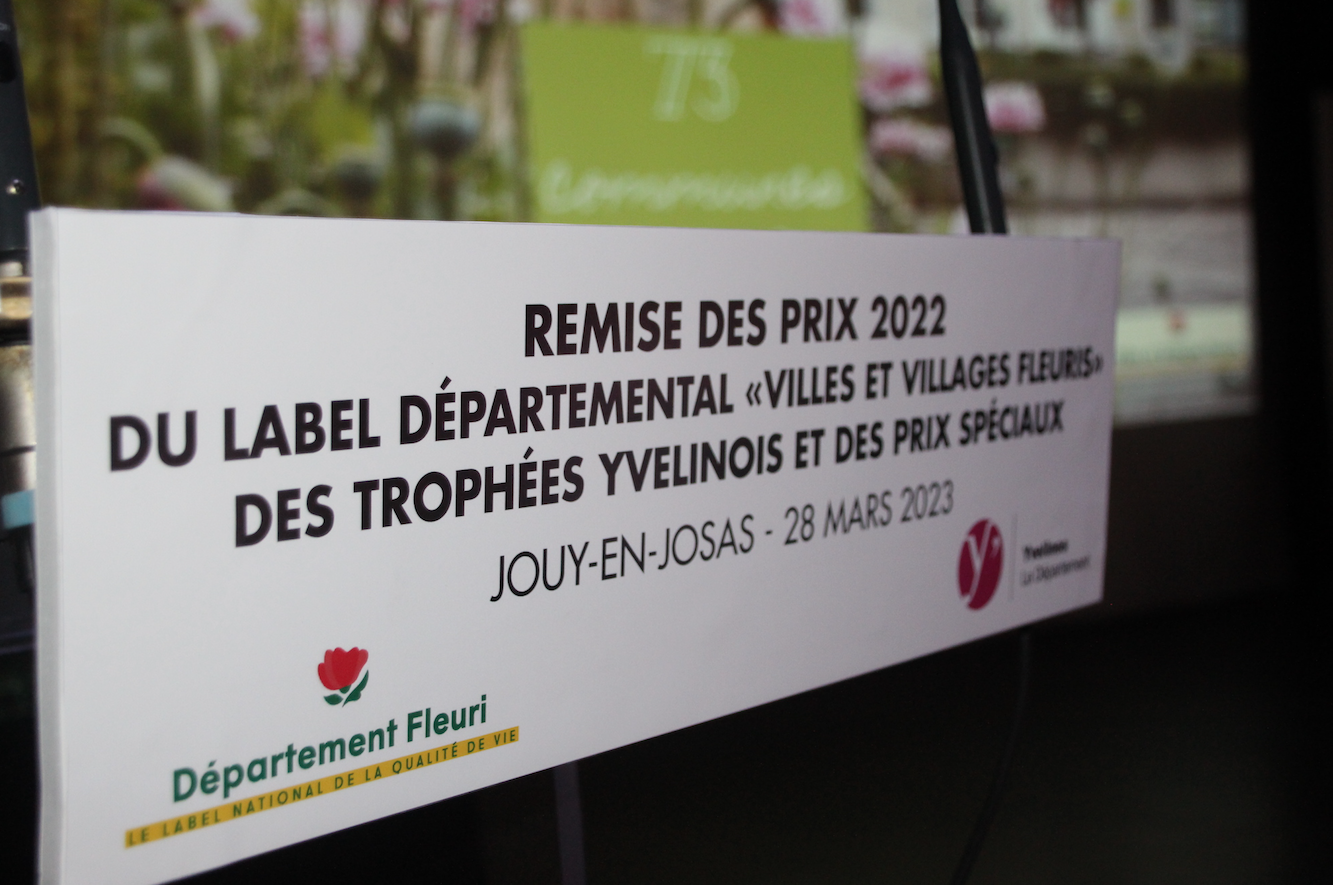 73
Communes
REMISE DES PRIX 2022
DU LABEL DÉPARTEMENTAL «VILLES ET VILLAGES FLEURIS»
DES TROPHÉES YVELINOIS ET DES PRIX SPÉCIAUX
JOUY-EN-JOSAS - 28 MARS 2023
Y'
Yvelines
Le Département
Département Fleuri
LE LABEL NATIONAL DE LA QUALITÉ DE VIE